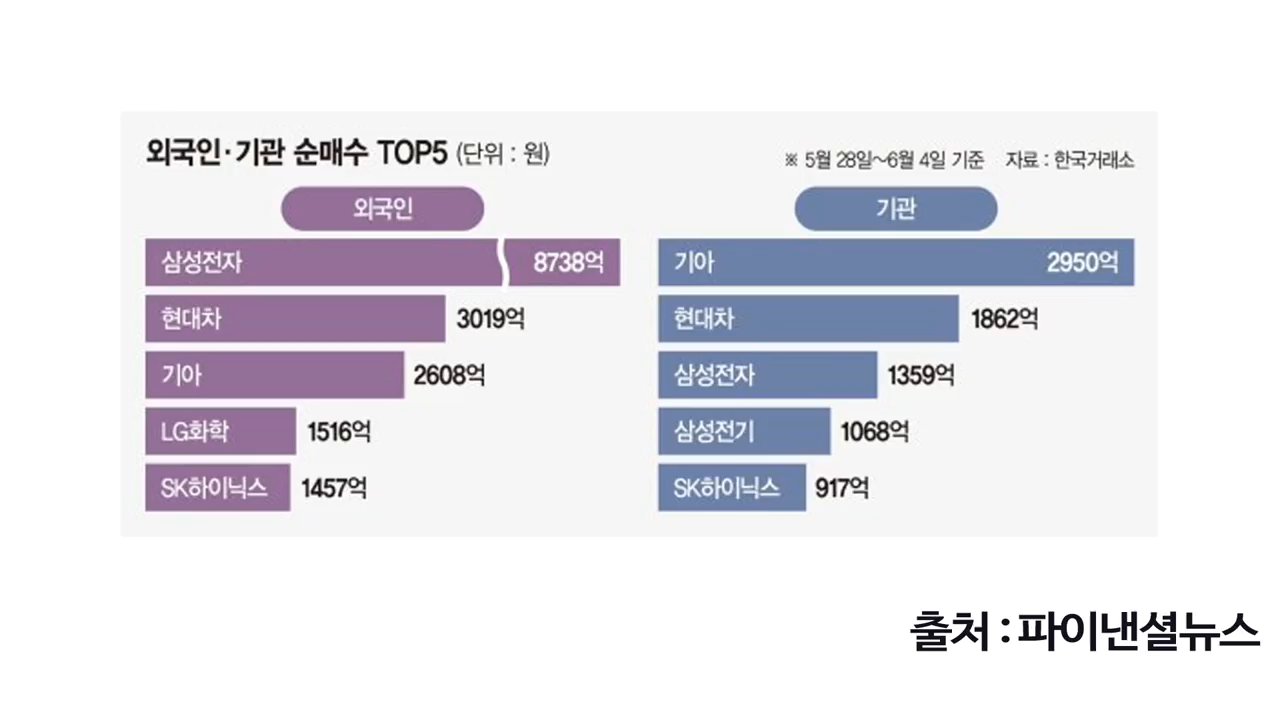 외국인·기관 순매수 TOP5 (단위 : 원)
※ 5월 28일~6월 4일 기준 자료 : 한국거래소
외국인
삼성전자 8738억
현대차 3019억
기아 2608억
LG화학 1516억
SK하이닉스 1457억
기관
기아 2950억
현대차 1862억
삼성전자 1359억
삼성전기 1068억
SK하이닉스 917억
출처 : 파이낸셜뉴스